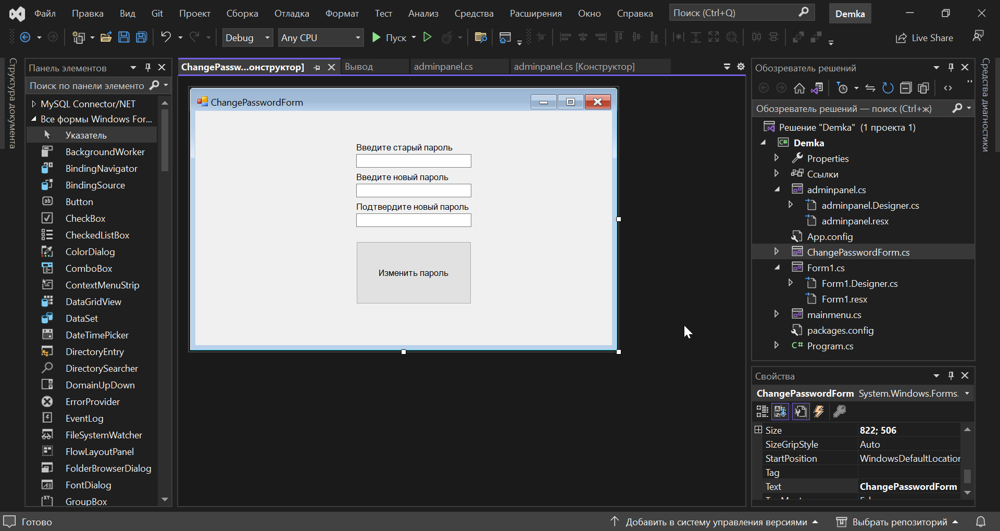 Файл Правка Вид Git Проект Сборка Отладка Формат Тест Анализ Средства Расширения Окно Справка Поиск (Ctrl+Q) Demka
Debug Any CPU Пуск Live Share
Структура документа
Панель элементов
Поиск по панели элементо
MySQL Connector/NET
Все формы Windows For...
Указатель
BackgroundWorker
BindingNavigator
BindingSource
Button
CheckBox
CheckedListBox
ColorDialog
ComboBox
ContextMenuStrip
DataGridView
DataSet
DateTimePicker
DirectoryEntry
DirectorySearcher
DomainUpDown
ErrorProvider
EventLog
FileSystemWatcher
FlowLayoutPanel
FolderBrowserDialog
FontDialog
GroupBox
ChangePassw...онструктор] Вывод adminpanel.cs adminpanel.cs [Конструктор]
ChangePasswordForm
Введите старый пароль
Введите новый пароль
Подтвердите новый пароль
Изменить пароль
Обозреватель решений
Обозреватель решений — поиск (Ctrl+ж)
Решение "Demka" (1 проекта 1)
C# Demka
Properties
Ссылки
adminpanel.cs
adminpanel.Designer.cs
adminpanel.resx
App.config
ChangePasswordForm.cs
Form1.cs
Form1.Designer.cs
Form1.resx
mainmenu.cs
packages.config
C# Program.cs
Средства диагностики
Свойства
ChangePasswordForm System.Windows.Forms.
Size 822; 506
SizeGripStyle Auto
StartPosition WindowsDefaultLocation
Tag
Text ChangePasswordForm
Готово Добавить в систему управления версиями Выбрать репозиторий